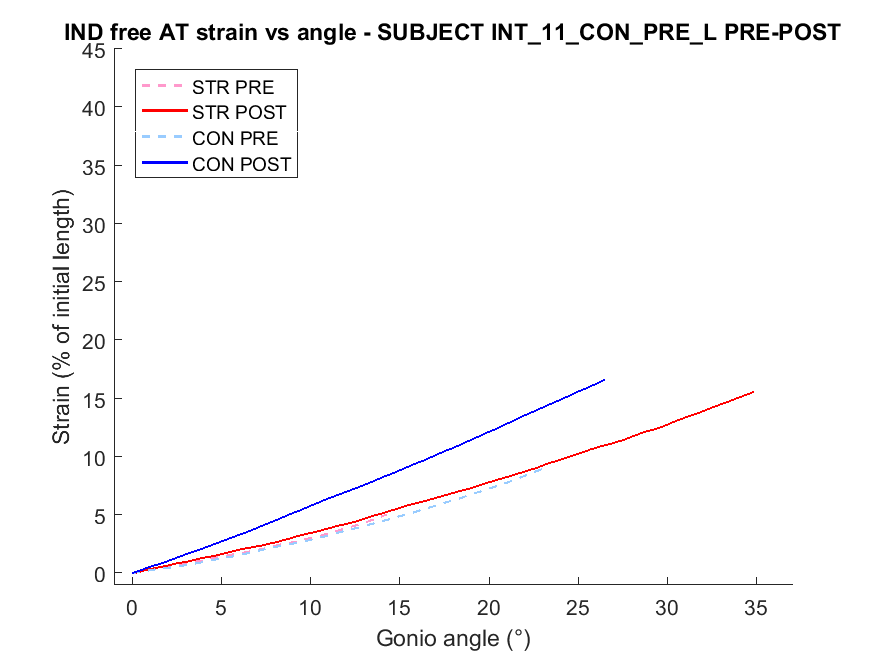 IND free AT strain vs angle - SUBJECT INT_11_CON_PRE_L PRE-POST
STR PRE
STR POST
CON PRE
CON POST
Strain (% of initial length)
45
40
35
30
25
20
15
10
5
0
0 5 10 15 20 25 30 35
Gonio angle (°)